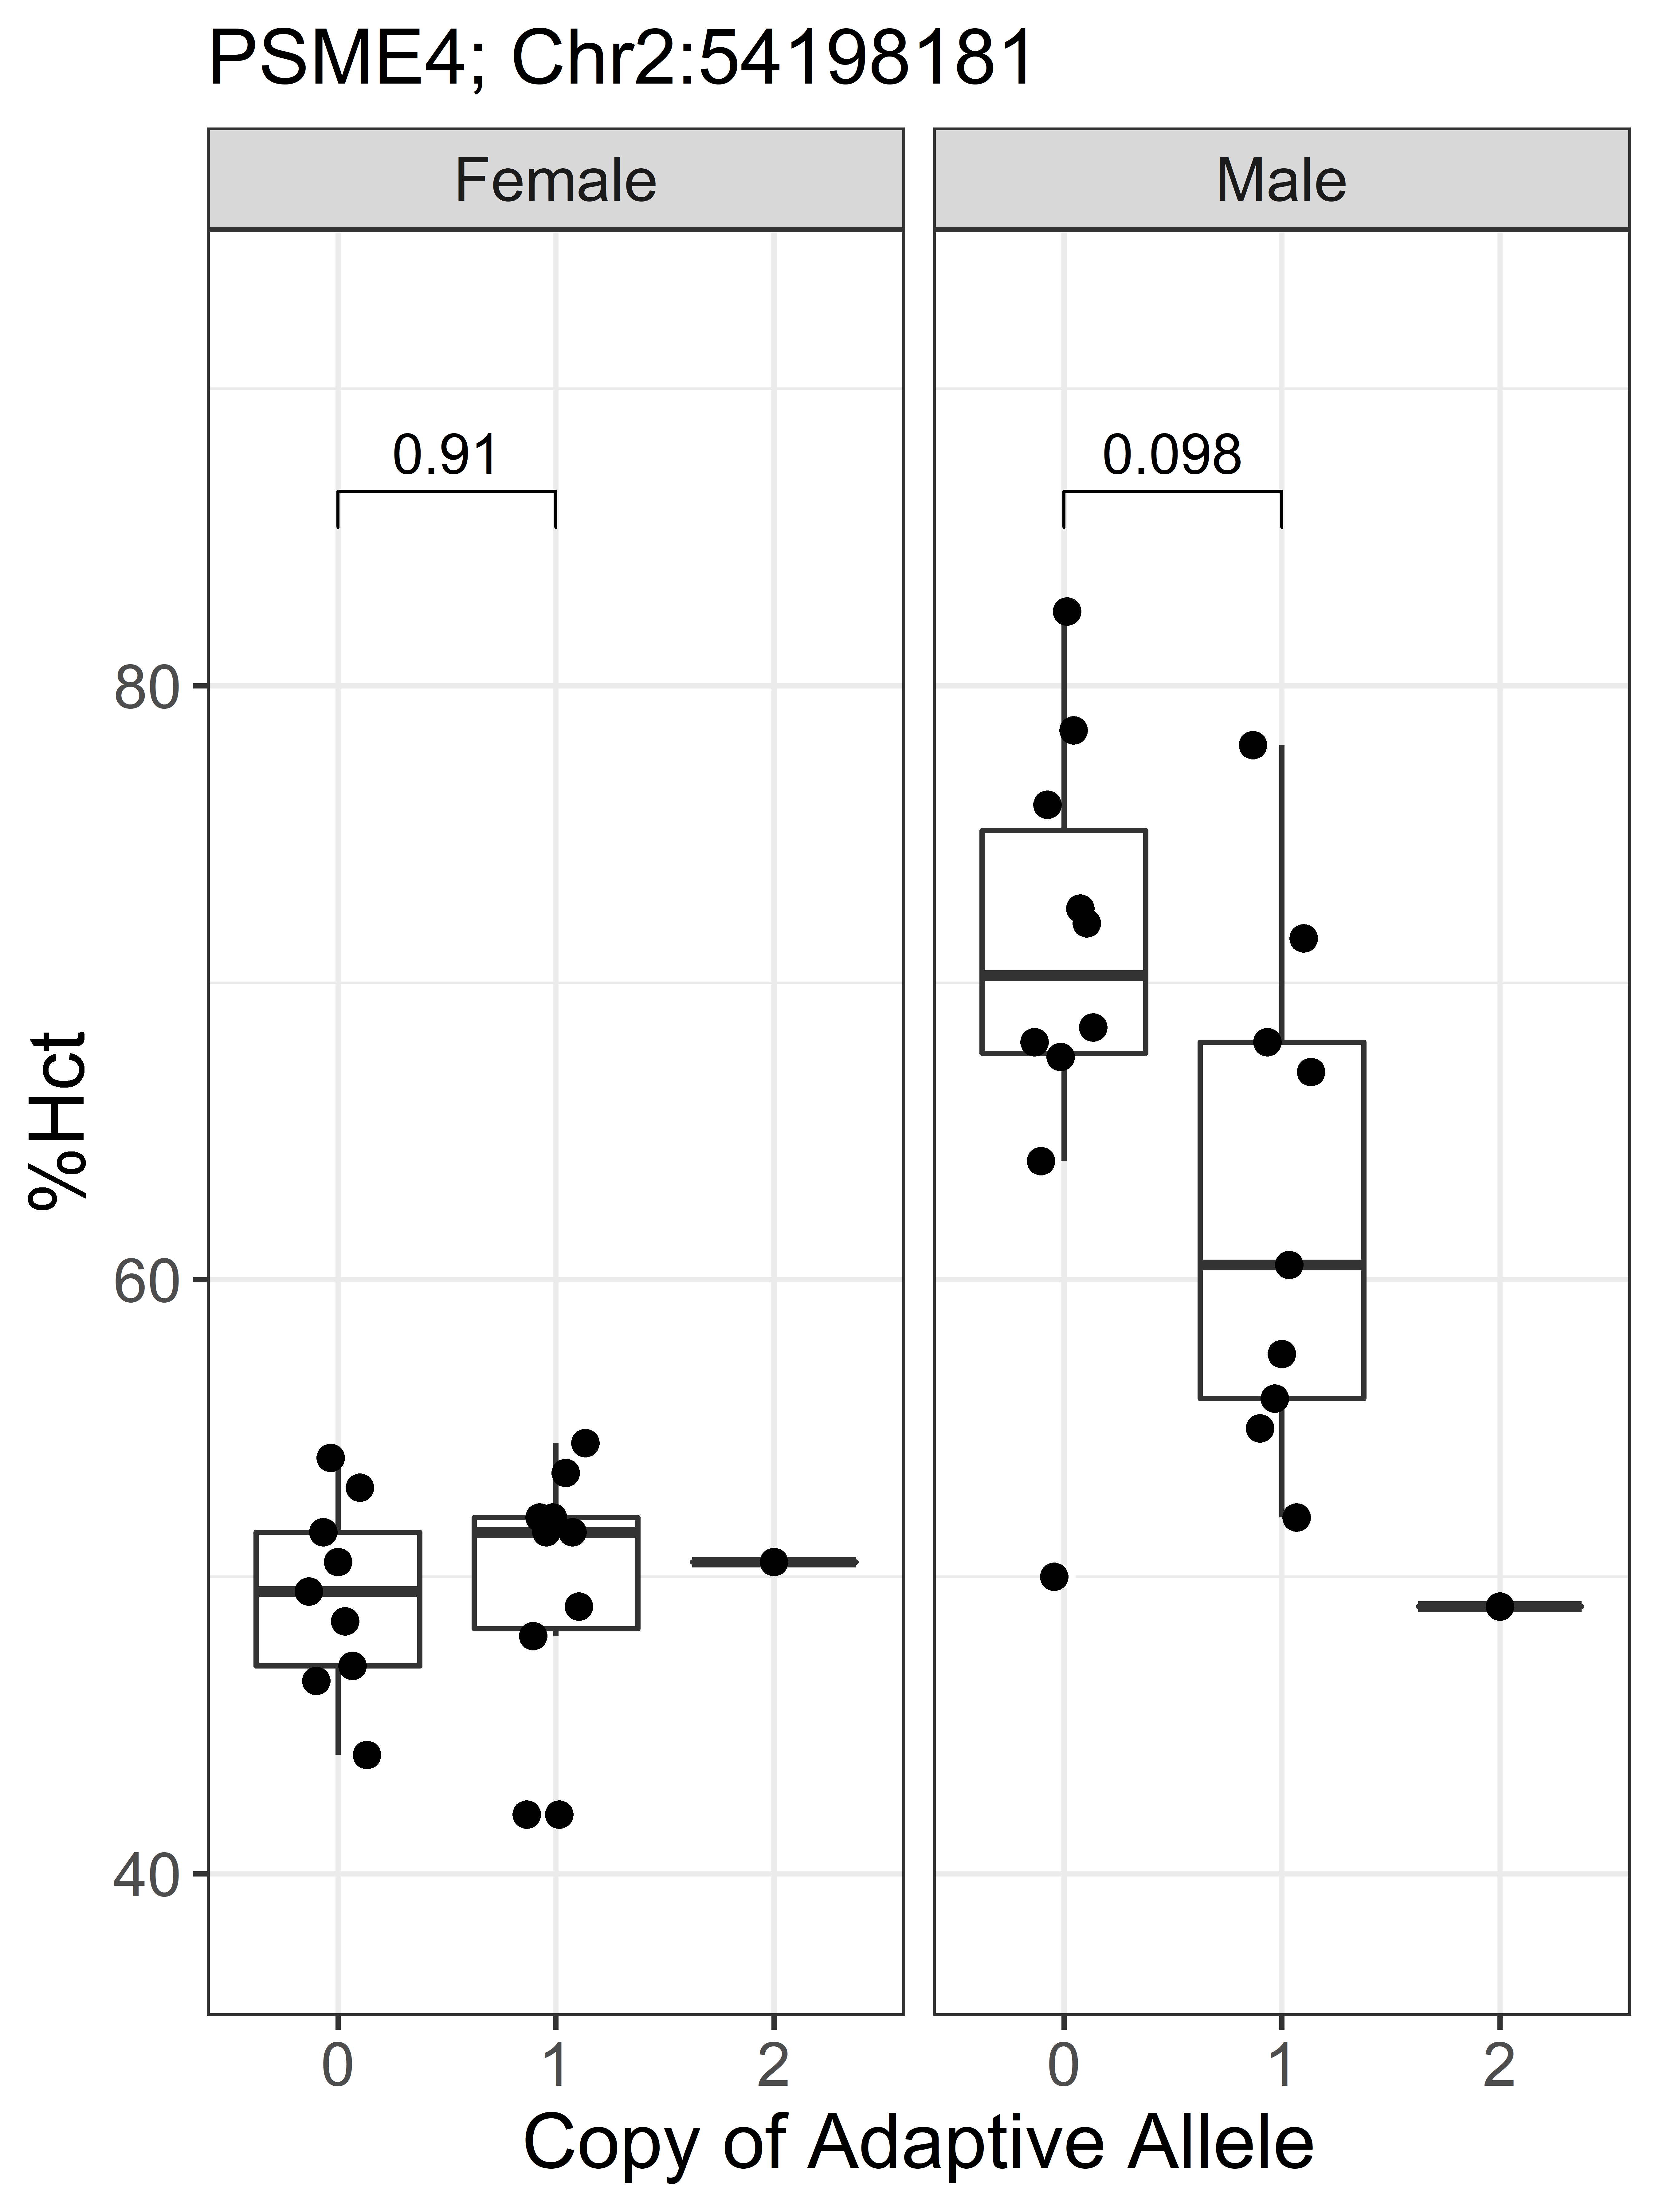 PSME4; Chr2:54198181
Female Male
0.91 0.098
80
60
40
%Hct
0 1 2 0 1 2
Copy of Adaptive Allele